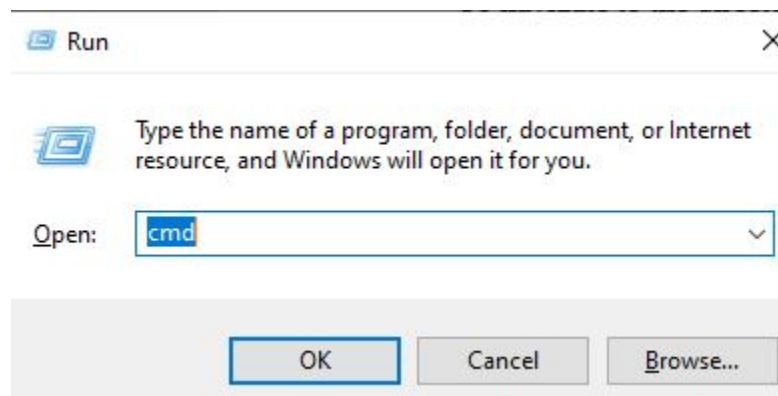 Run
Type the name of a program, folder, document, or Internet
resource, and Windows will open it for you.
Open: cmd
OK Cancel Browse...